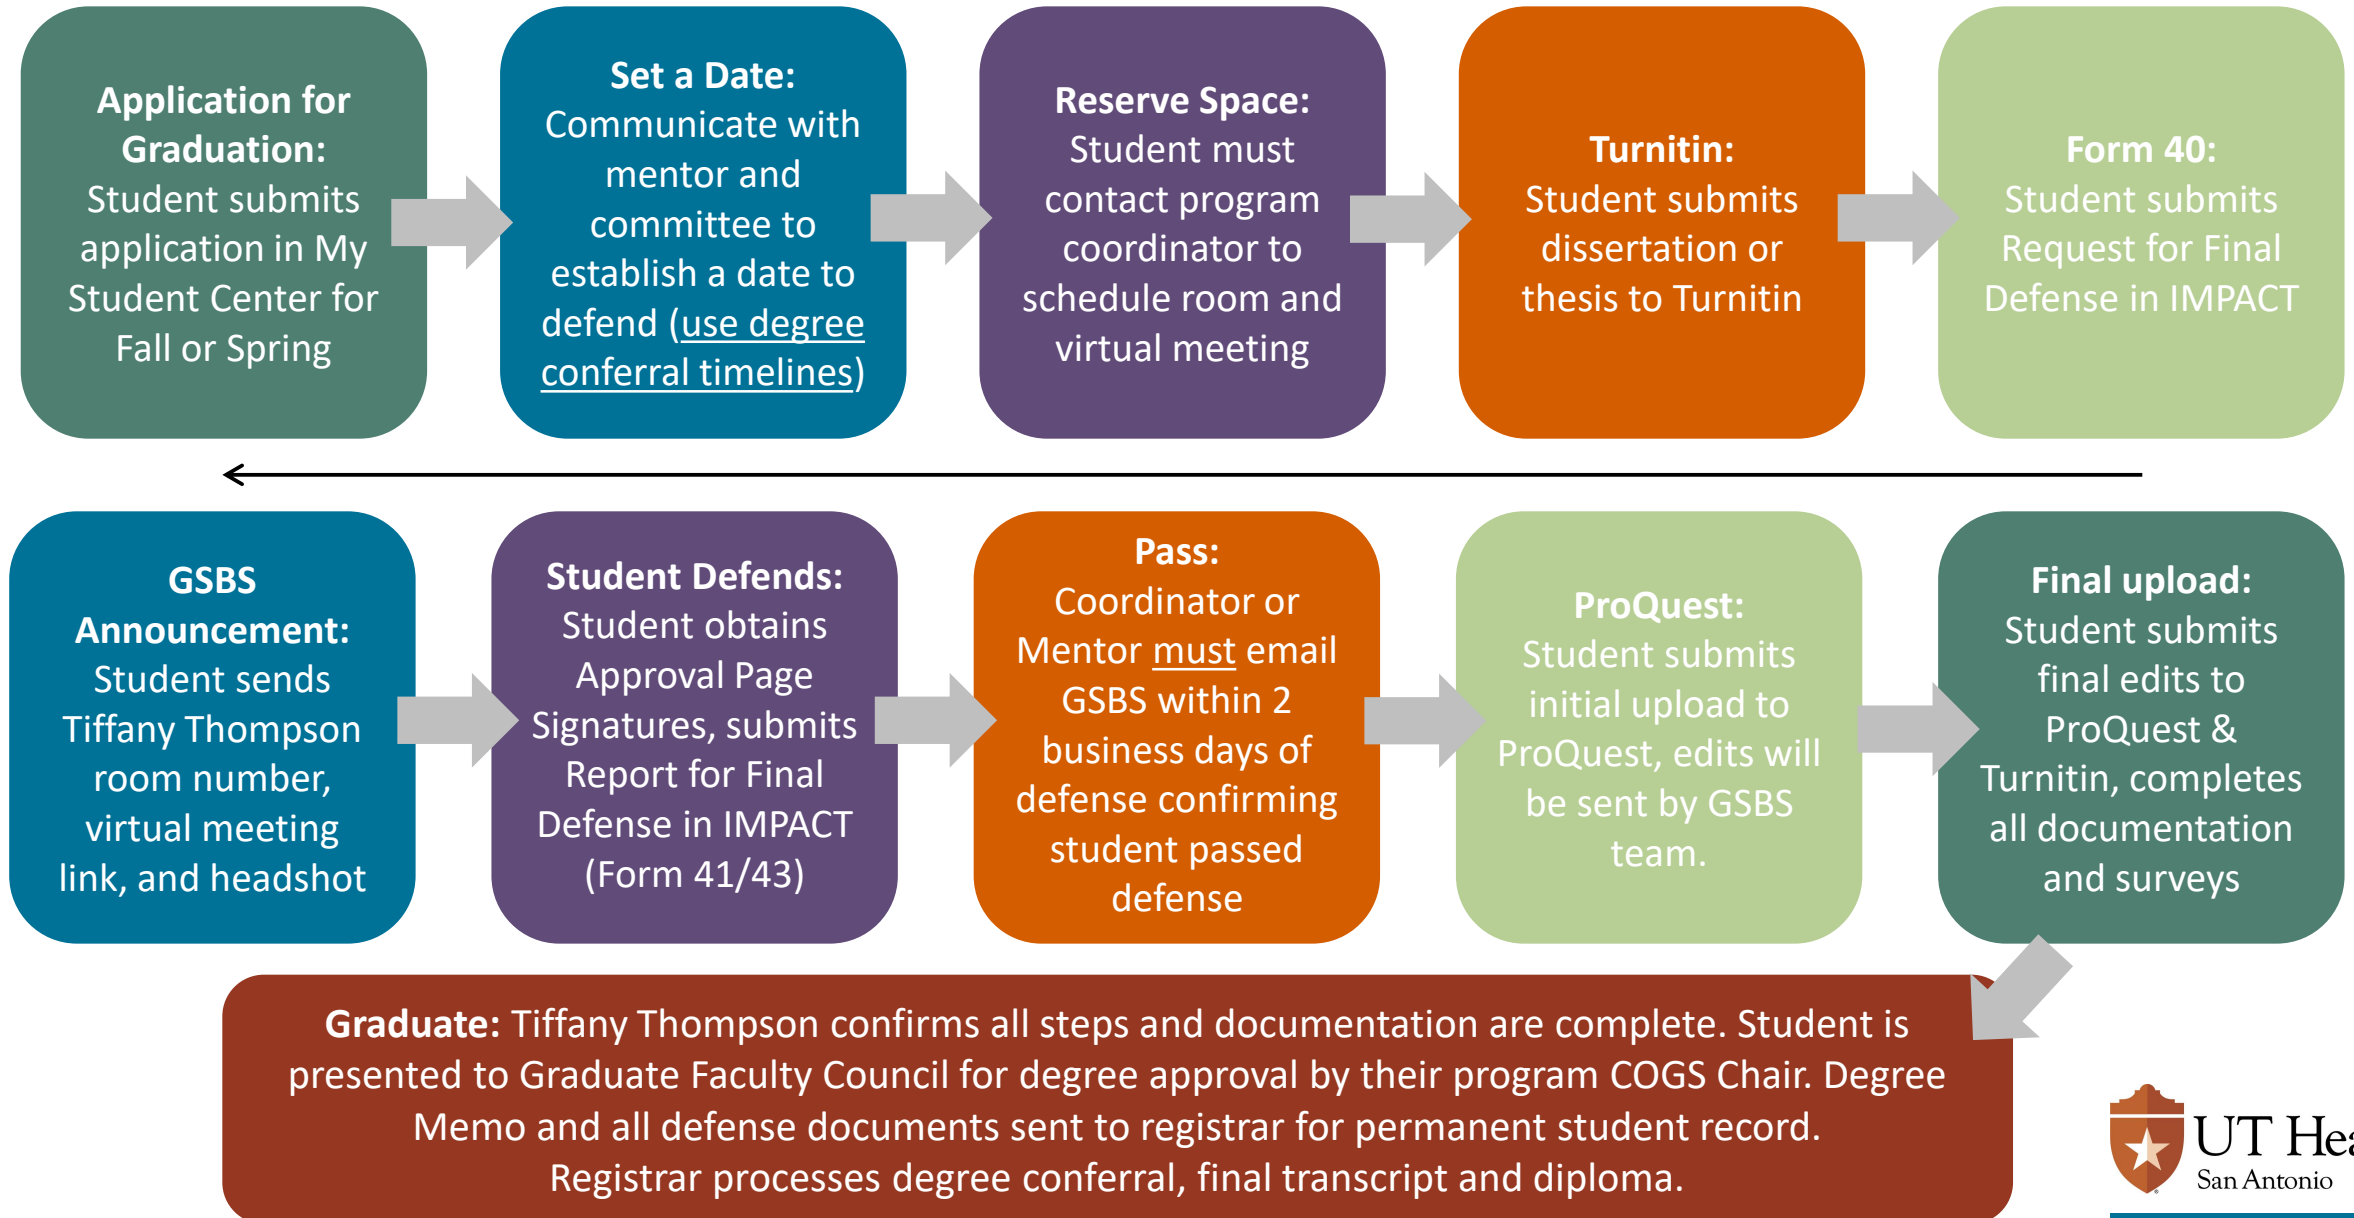 Application for
Graduation:
Student submits
application in My
Student Center for
Fall or Spring
Set a Date:
Communicate with
mentor and
committee to
establish a date to
defend (use degree
conferral timelines)
Reserve Space:
Student must
contact program
coordinator to
schedule room and
virtual meeting
Turnitin:
Student submits
dissertation or
thesis to Turnitin
Form 40:
Student submits
Request for Final
Defense in IMPACT
GSBS
Announcement:
Student sends
Tiffany Thompson
room number,
virtual meeting
link, and headshot
Student Defends:
Student obtains
Approval Page
Signatures, submits
Report for Final
Defense in IMPACT
(Form 41/43)
Pass:
Coordinator or
Mentor must email
GSBS within 2
business days of
defense confirming
student passed
defense
ProQuest:
Student submits
initial upload to
ProQuest, edits will
be sent by GSBS
team.
Final upload:
Student submits
final edits to
ProQuest &
Turnitin, completes
all documentation
and surveys
Graduate: Tiffany Thompson confirms all steps and documentation are complete. Student is
presented to Graduate Faculty Council for degree approval by their program COGS Chair. Degree
Memo and all defense documents sent to registrar for permanent student record.
Registrar processes degree conferral, final transcript and diploma.
UT Hea
San Antonio